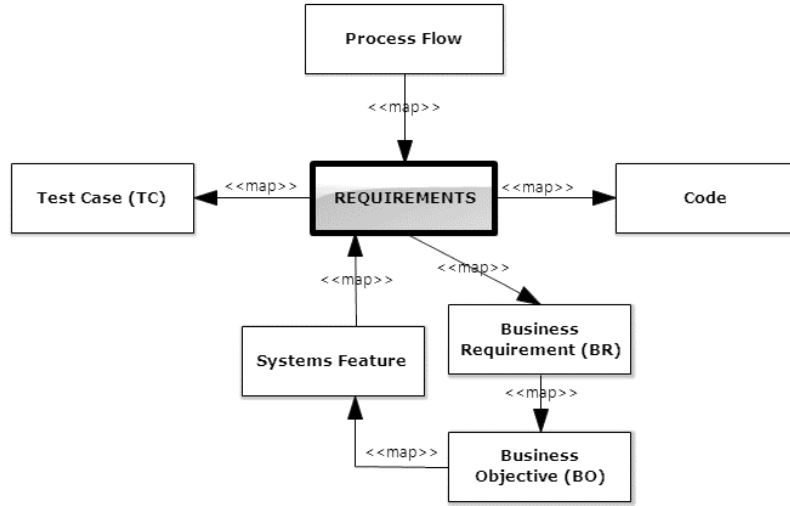 Process Flow
<<map>>
Test Case (TC)
<<map>>
REQUIREMENTS
<<map>>
Code
<<map>>
<<map>>
Systems Feature
Business
Requirement (BR)
<<map>>
<<map>>
Business
Objective (BO)